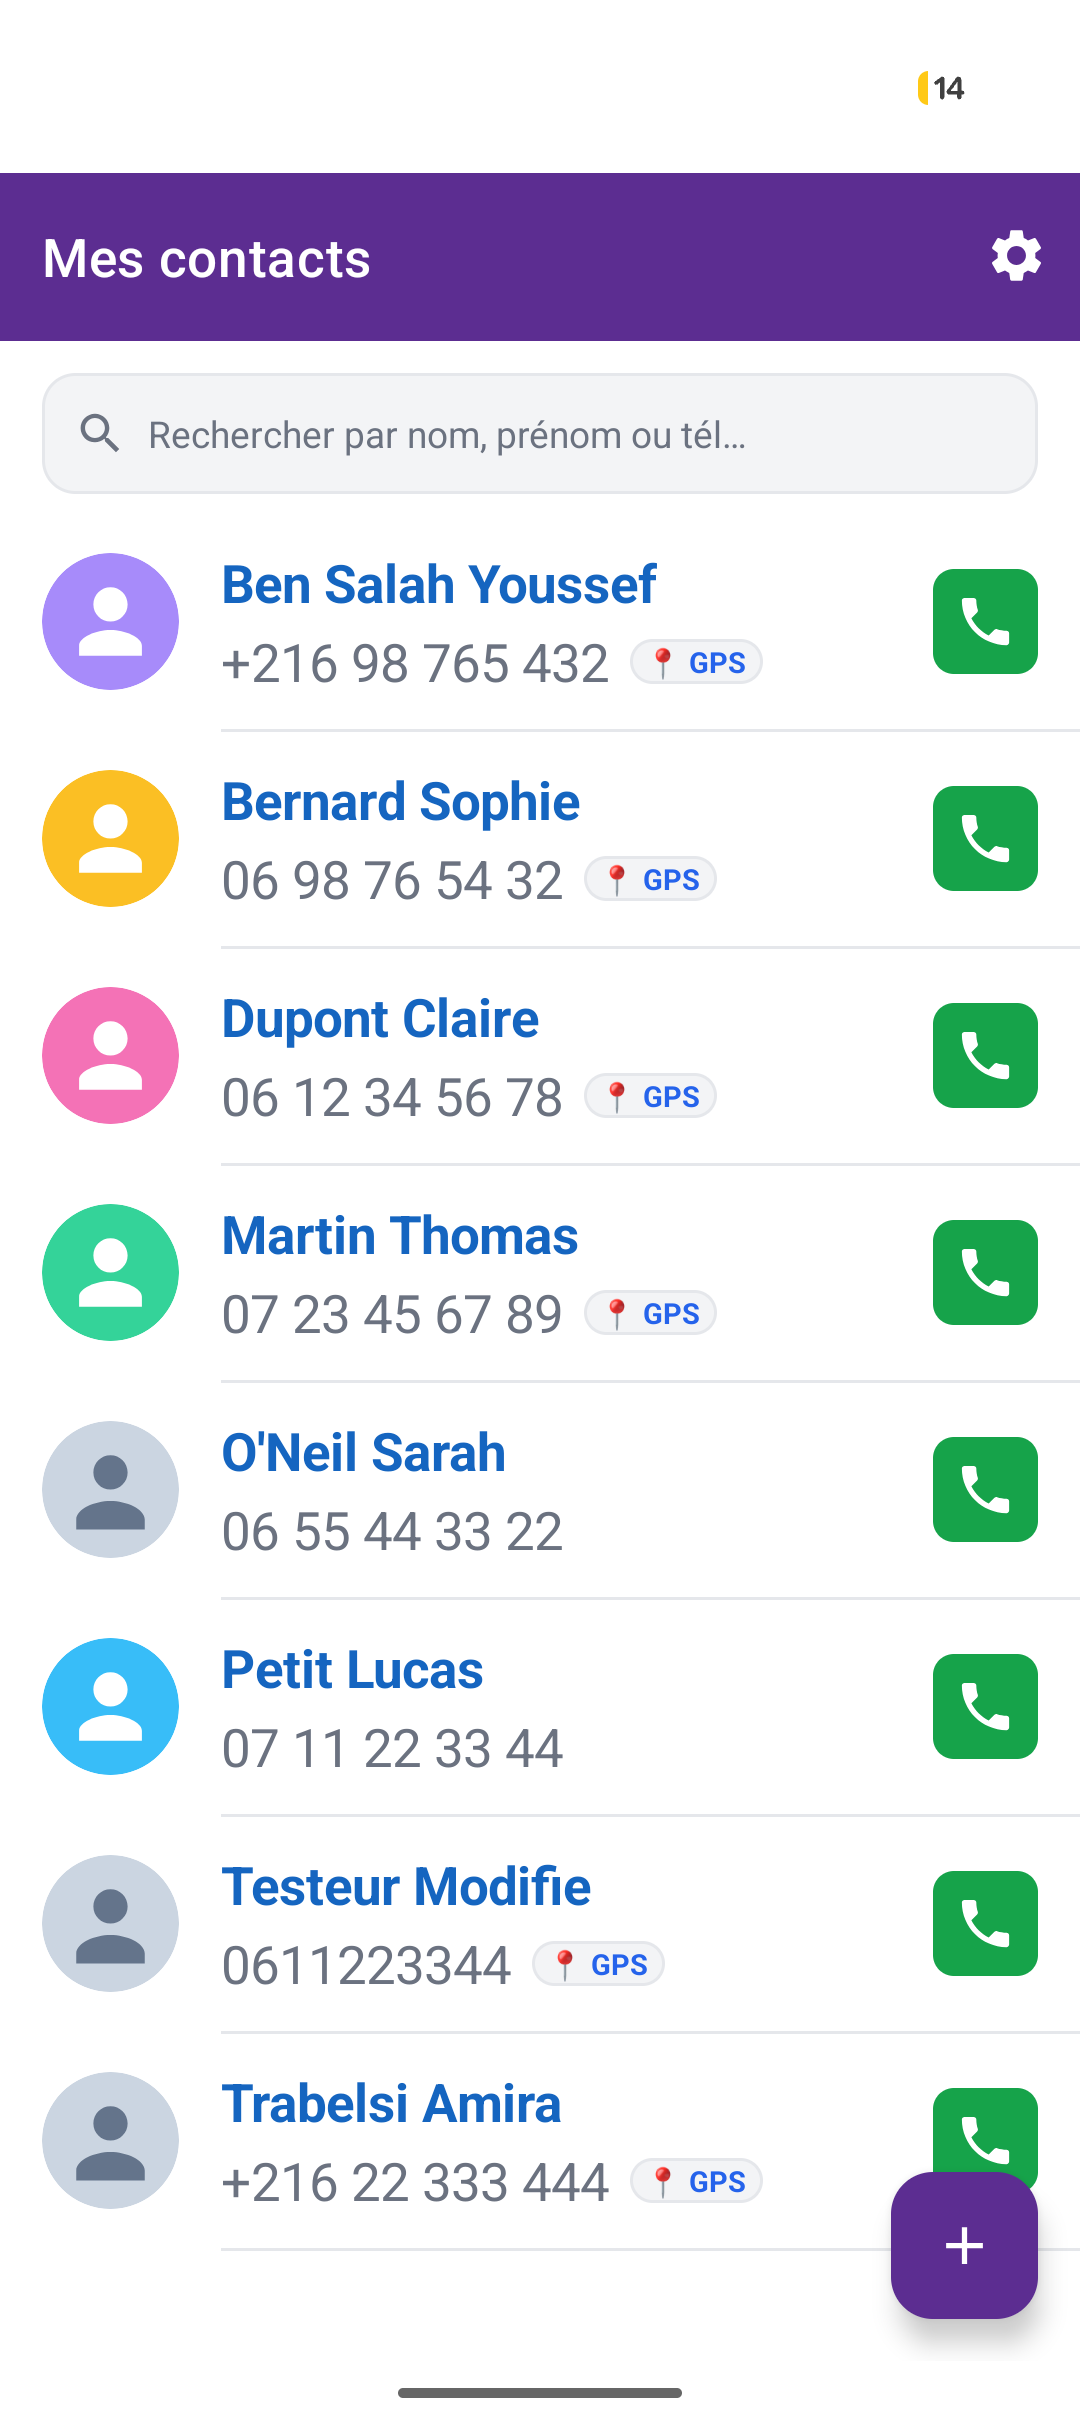 14
Mes contacts
Rechercher par nom, prénom ou tél…
Ben Salah Youssef
+216 98 765 432 📍 GPS
Bernard Sophie
06 98 76 54 32 📍 GPS
Dupont Claire
06 12 34 56 78 📍 GPS
Martin Thomas
07 23 45 67 89 📍 GPS
O'Neil Sarah
06 55 44 33 22
Petit Lucas
07 11 22 33 44
Testeur Modifie
0611223344 📍 GPS
Trabelsi Amira
+216 22 333 444 📍 GPS
+